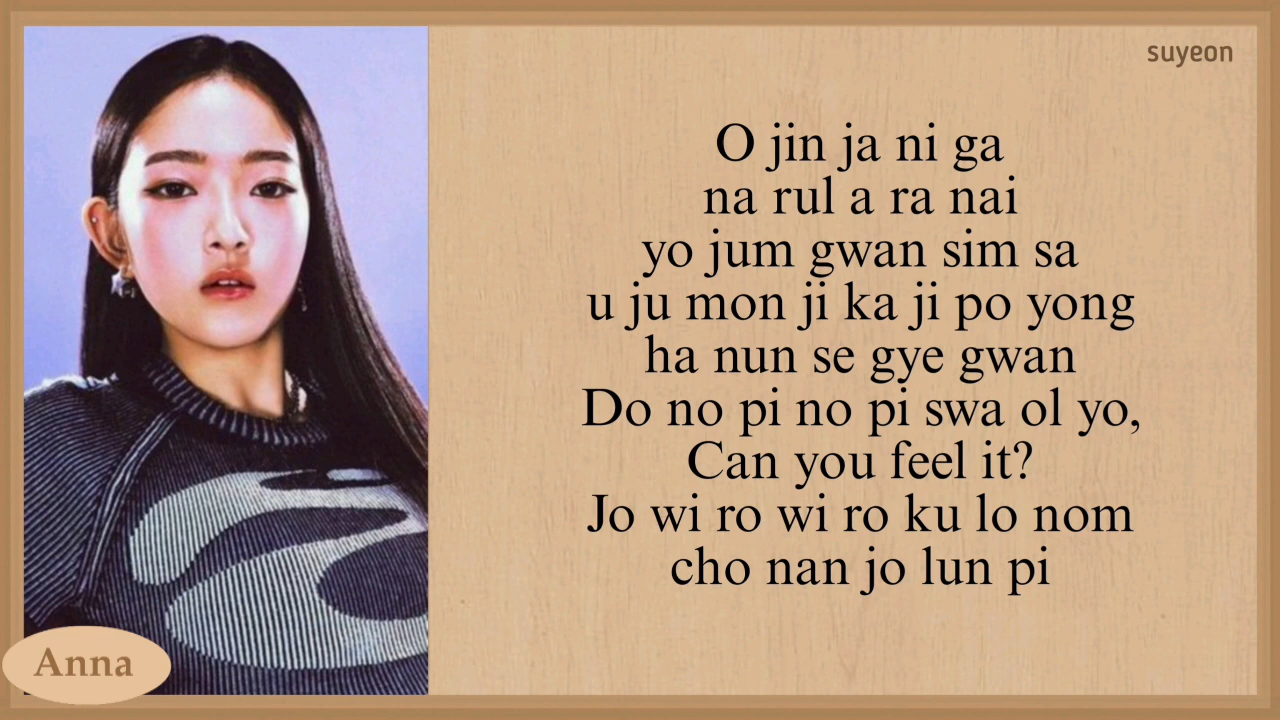 suyeon
O jin ja ni ga
na rul a ra nai
yo jum gwan sim sa
u ju mon ji ka ji po yong
ha nun se gye gwan
Do no pi no pi swa ol yo,
Can you feel it?
Jo wi ro wi ro ku lo nom
cho nan jo lun pi
Anna